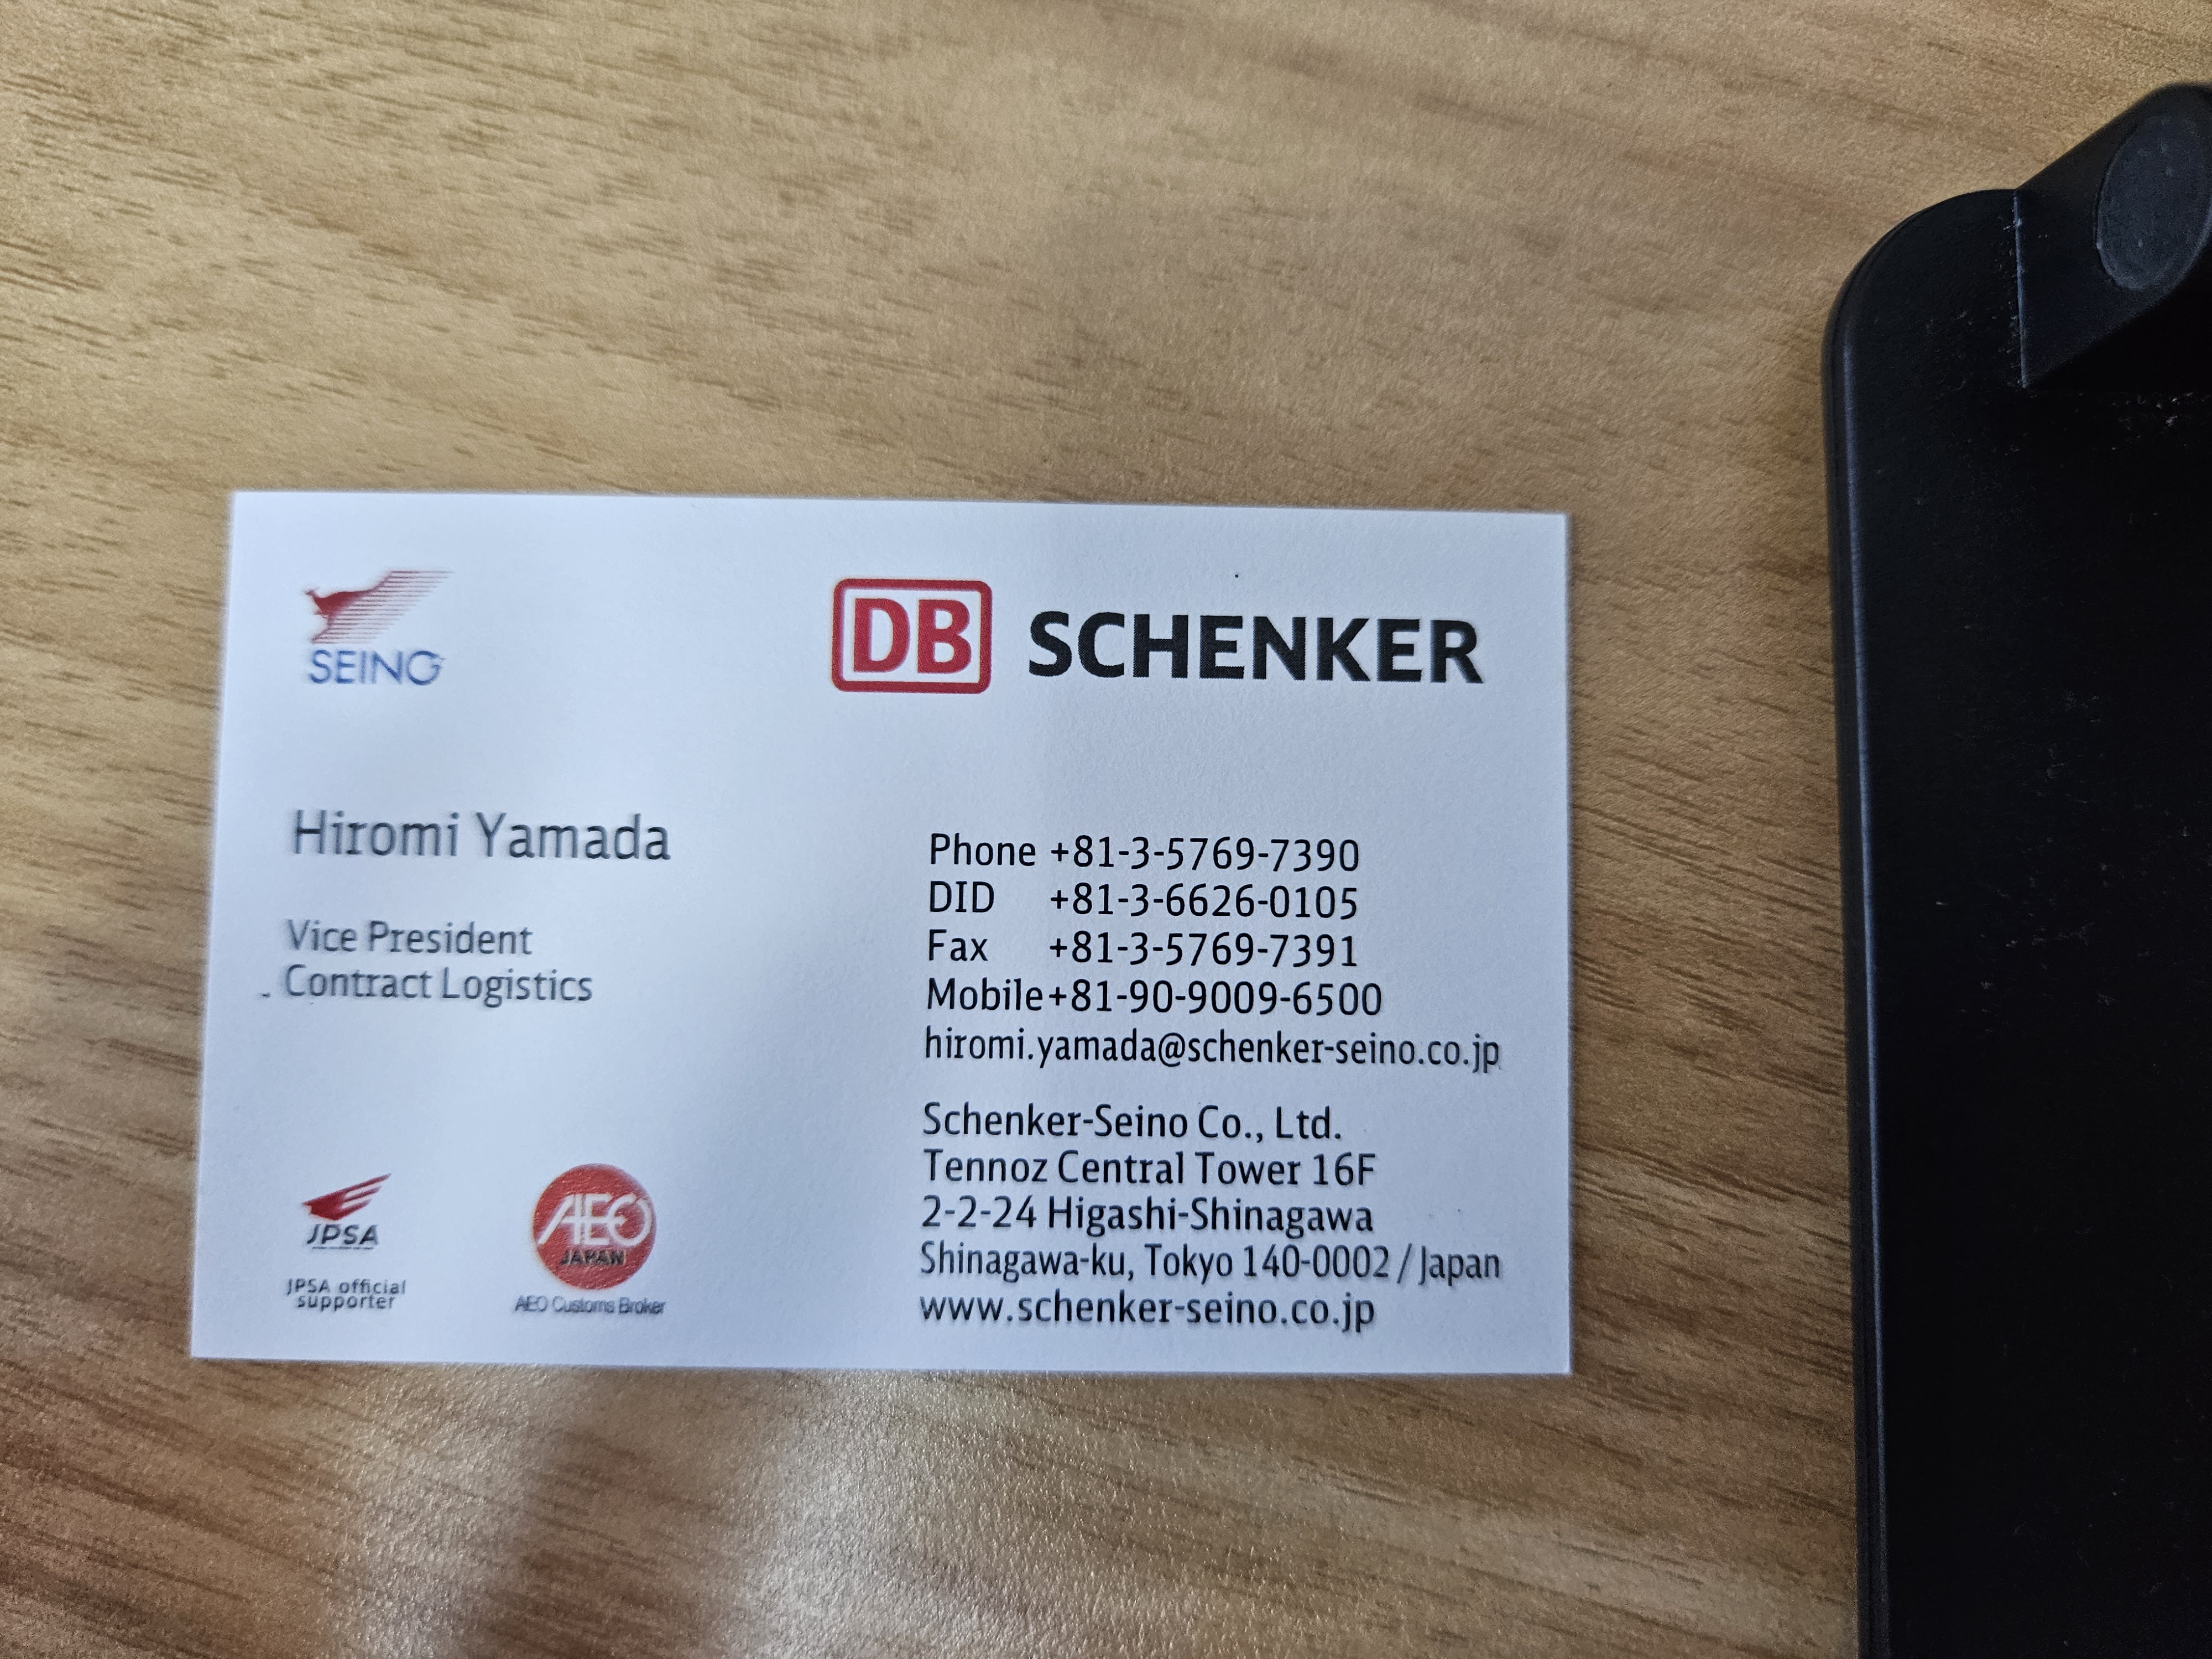 SEINO
DB SCHENKER
Hiromi Yamada
Vice President
Contract Logistics
Phone +81-3-5769-7390
DID +81-3-6626-0105
Fax +81-3-5769-7391
Mobile+81-90-9009-6500
hiromi.yamada@schenker-seino.co.jp
Schenker-Seino Co., Ltd.
Tennoz Central Tower 16F
2-2-24 Higashi-Shinagawa
Shinagawa-ku, Tokyo 140-0002 / Japan
www.schenker-seino.co.jp
JPSA
JPSA official
supporter
AEO
JAPAN
AEO Customs Broker